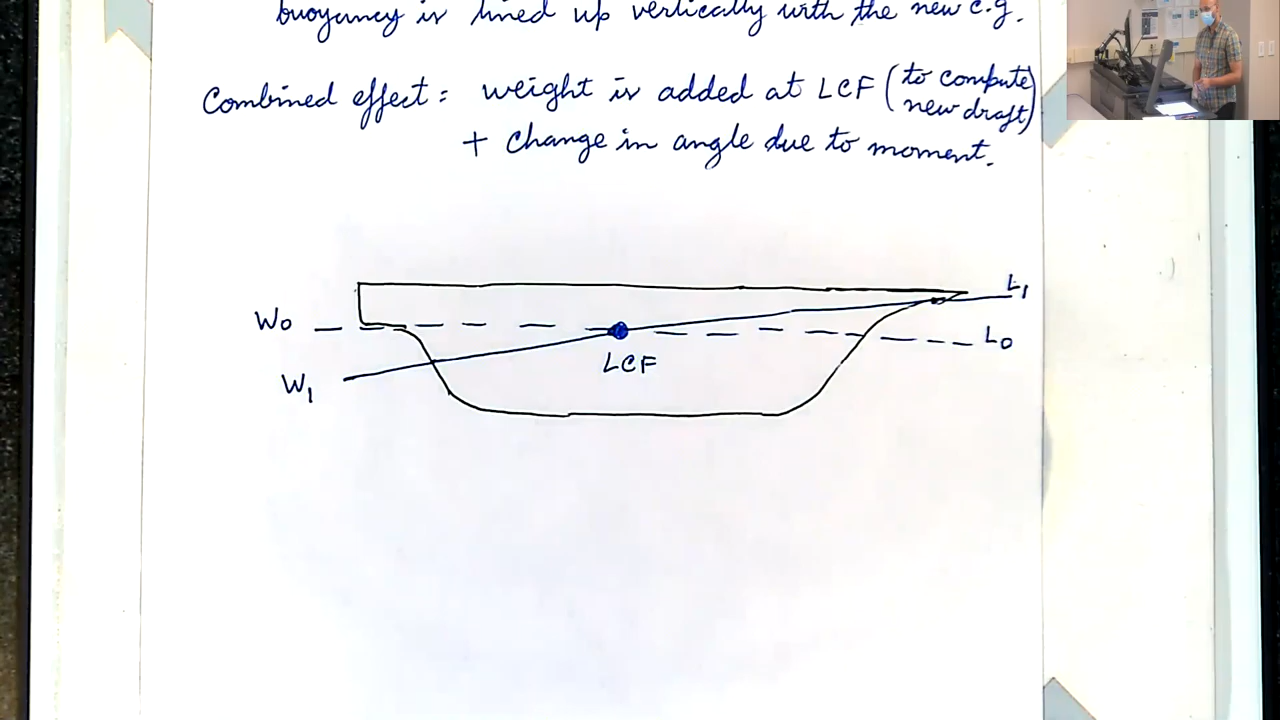 buoyancy is lined up vertically with the new c.g.
Combined effect: weight is added at LCF (to compute new draft)
+ change in angle due to moment.
L₁
W₀
L₀
LCF
W₁